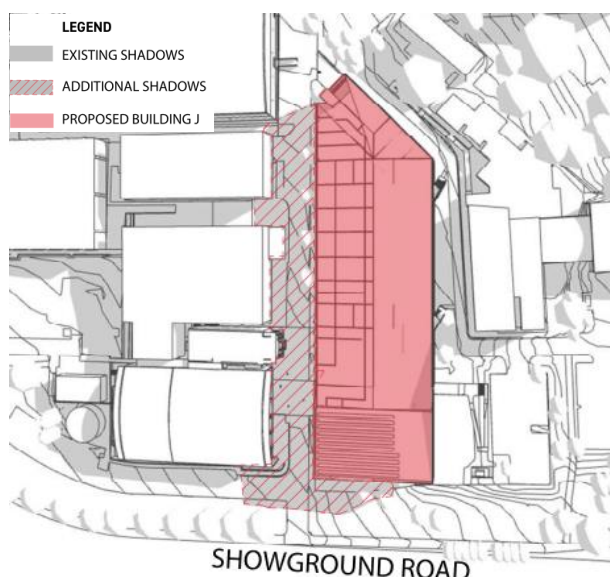 LEGEND
EXISTING SHADOWS
ADDITIONAL SHADOWS
PROPOSED BUILDING J
SHOWGROUND ROAD